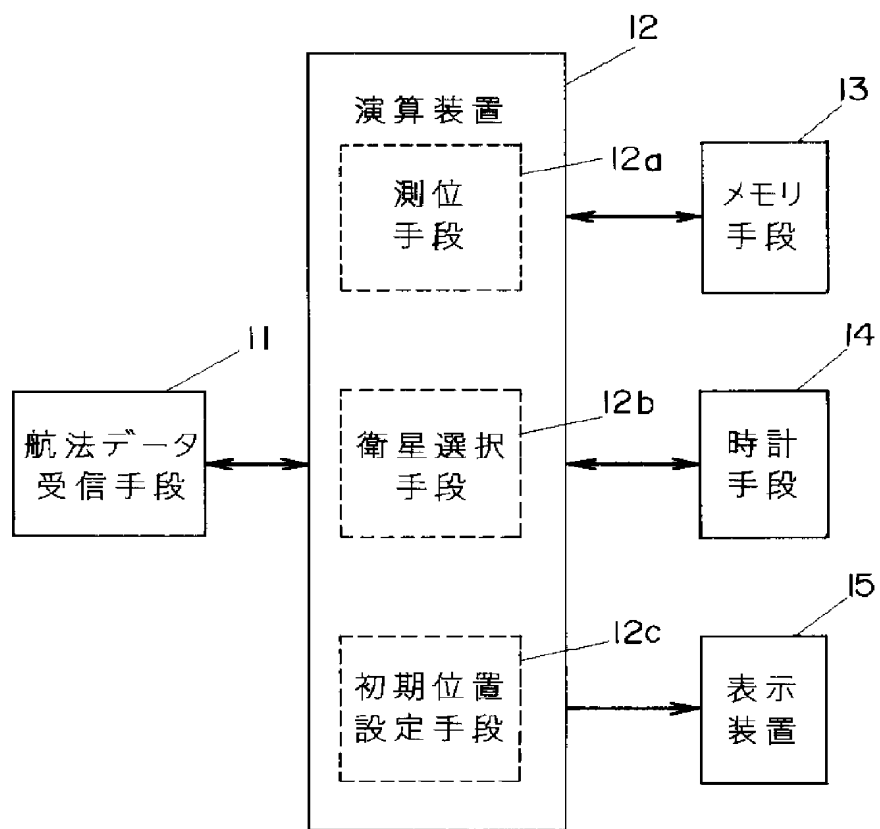 12
演算装置
13
12a
測位
手段
メモリ
手段
11
14
12b
航法データ
受信手段
衛星選択
手段
時計
手段
15
12c
初期位置
設定手段
表示
装置